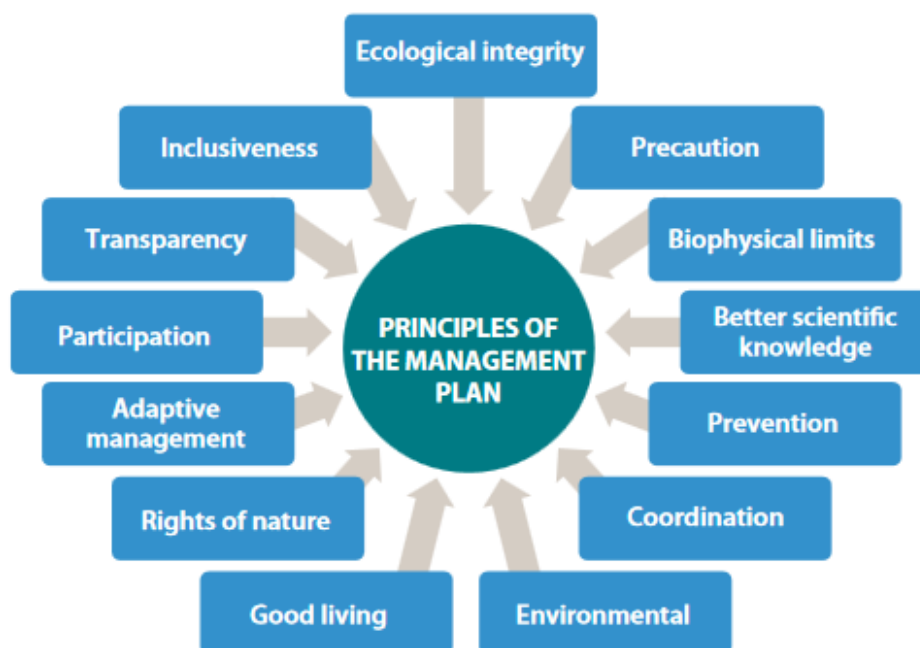 Ecological integrity
Precaution
Biophysical limits
Better scientific
knowledge
Prevention
Coordination
Environmental
Good living
Rights of nature
Adaptive
management
Participation
Transparency
Inclusiveness
PRINCIPLES OF
THE MANAGEMENT
PLAN